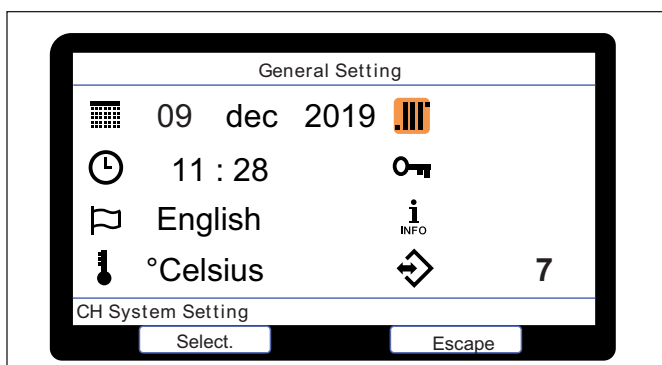 General Setting
09 dec 2019
11 : 28
English
i
INFO
°Celsius
7
CH System Setting
Select. Escape